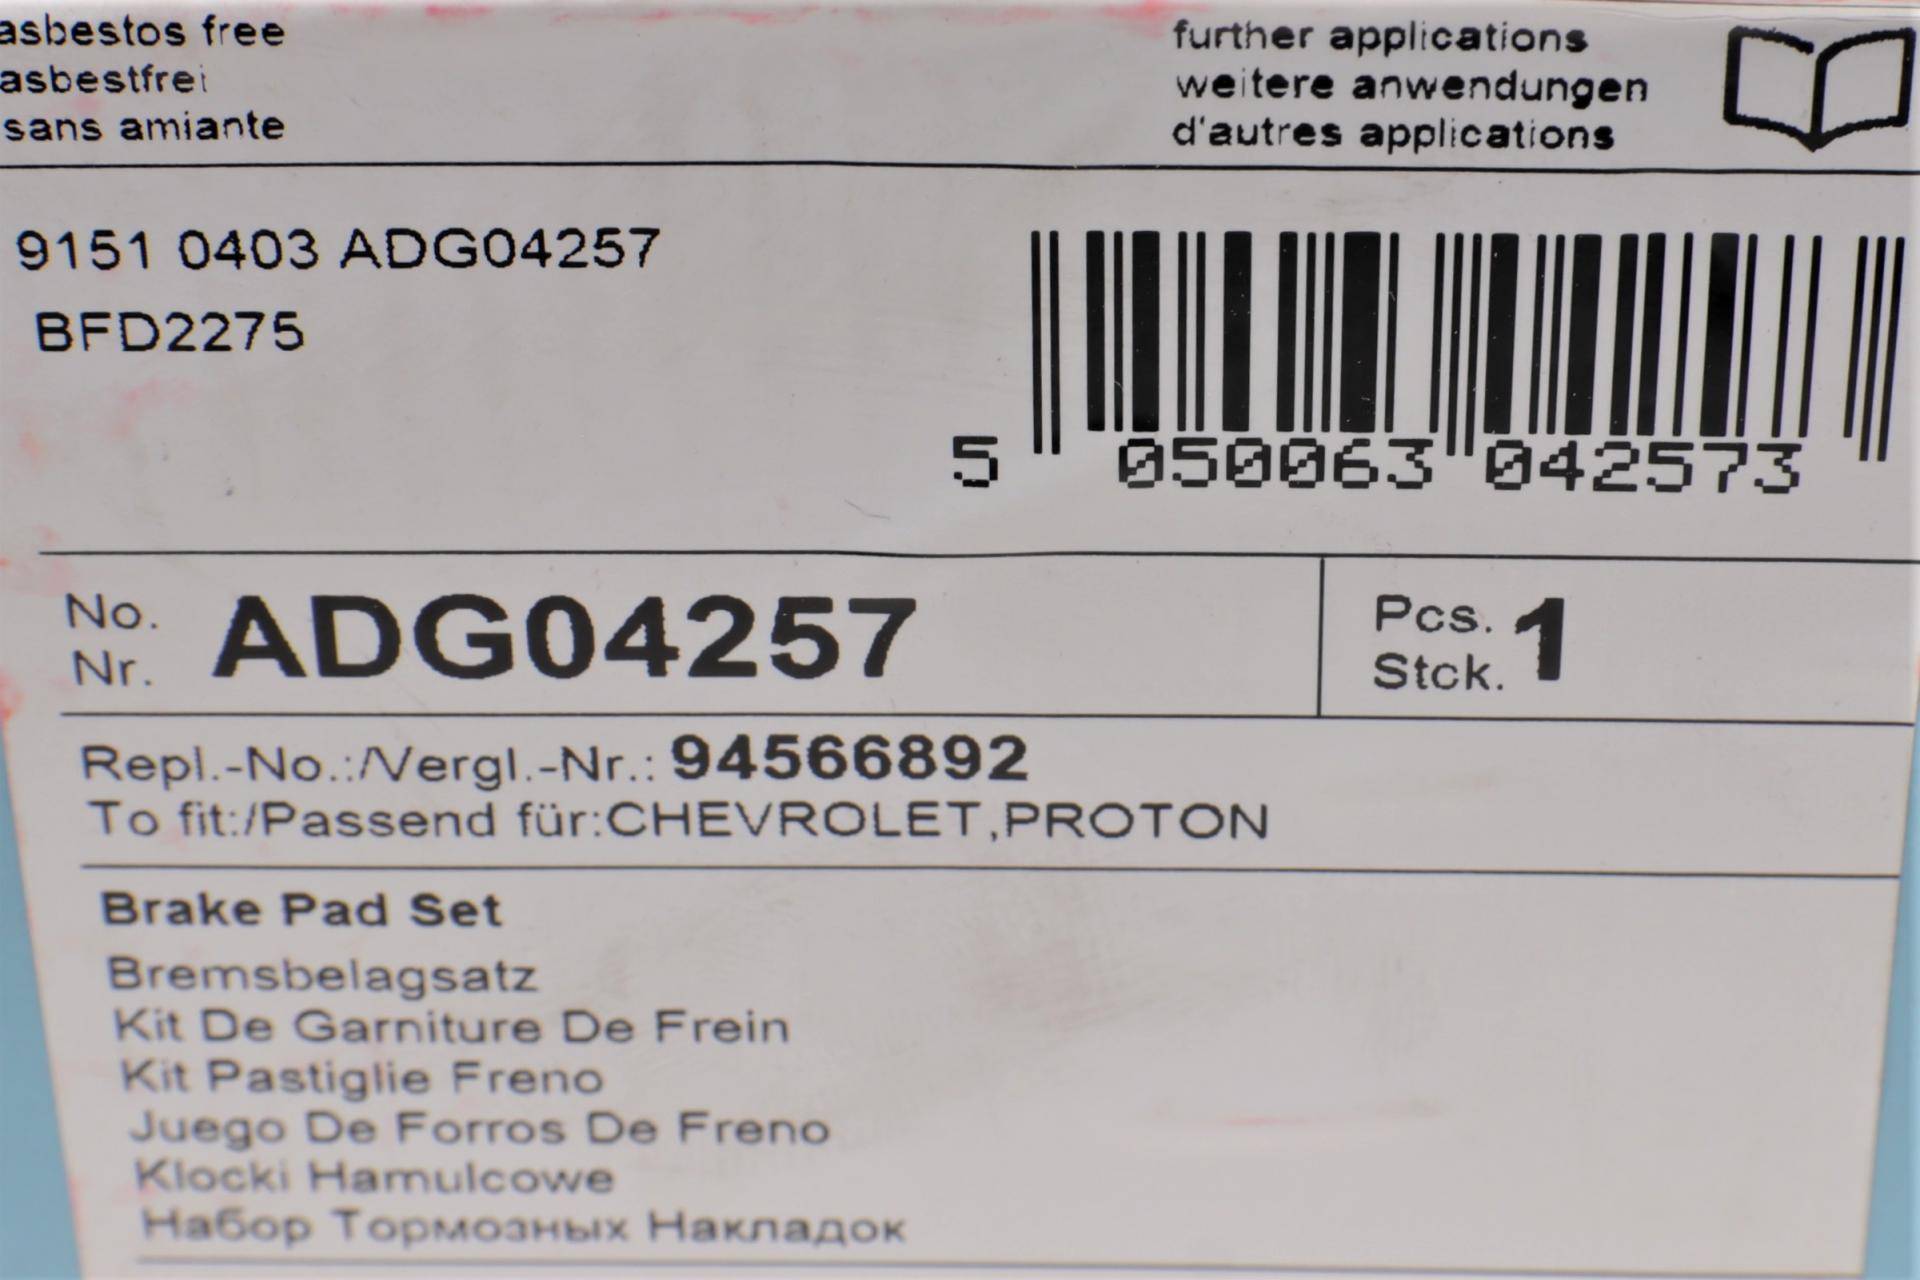 asbestos free
asbestfrei
sans amiante
further applications
weitere anwendungen
d'autres applications
9151 0403 ADG04257
BFD2275
5 050063 042573
No.
Nr. ADG04257
Pcs.
Stck. 1
Repl.-No.:/Vergl.-Nr.: 94566892
To fit:/Passend für:CHEVROLET,PROTON
Brake Pad Set
Bremsbelagsatz
Kit De Garniture De Frein
Kit Pastiglie Freno
Juego De Forros De Freno
Klocki Hamulcowe
Набор Тормозных Накладок